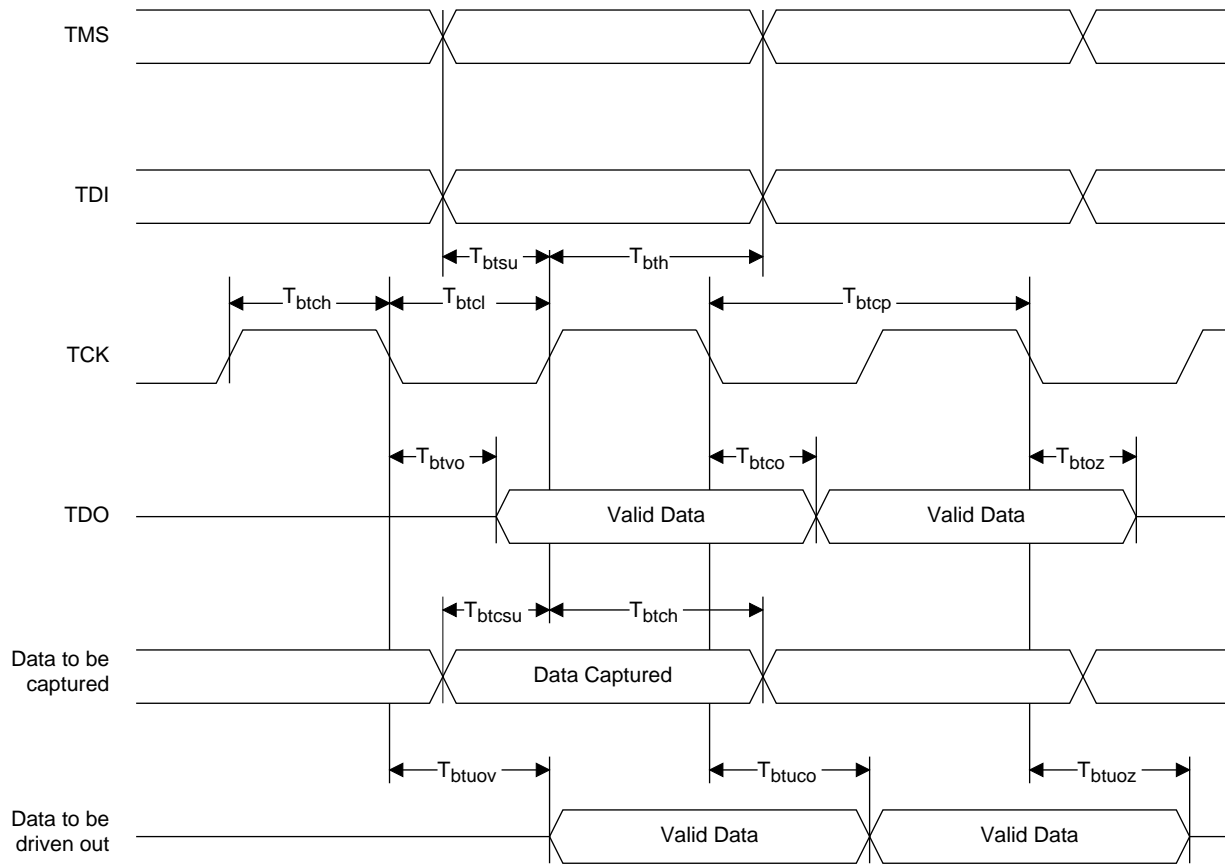 TMS
TDI
Tbtsu
Tbth
Tbtch
Tbtcl
Tbtcp
TCK
Tbtvo
Tbtco
Tbtoz
TDO
Valid Data
Valid Data
Tbtcsu
Tbtch
Data to be
captured
Data Captured
Tbtuov
Tbtuco
Tbtuoz
Data to be
driven out
Valid Data
Valid Data